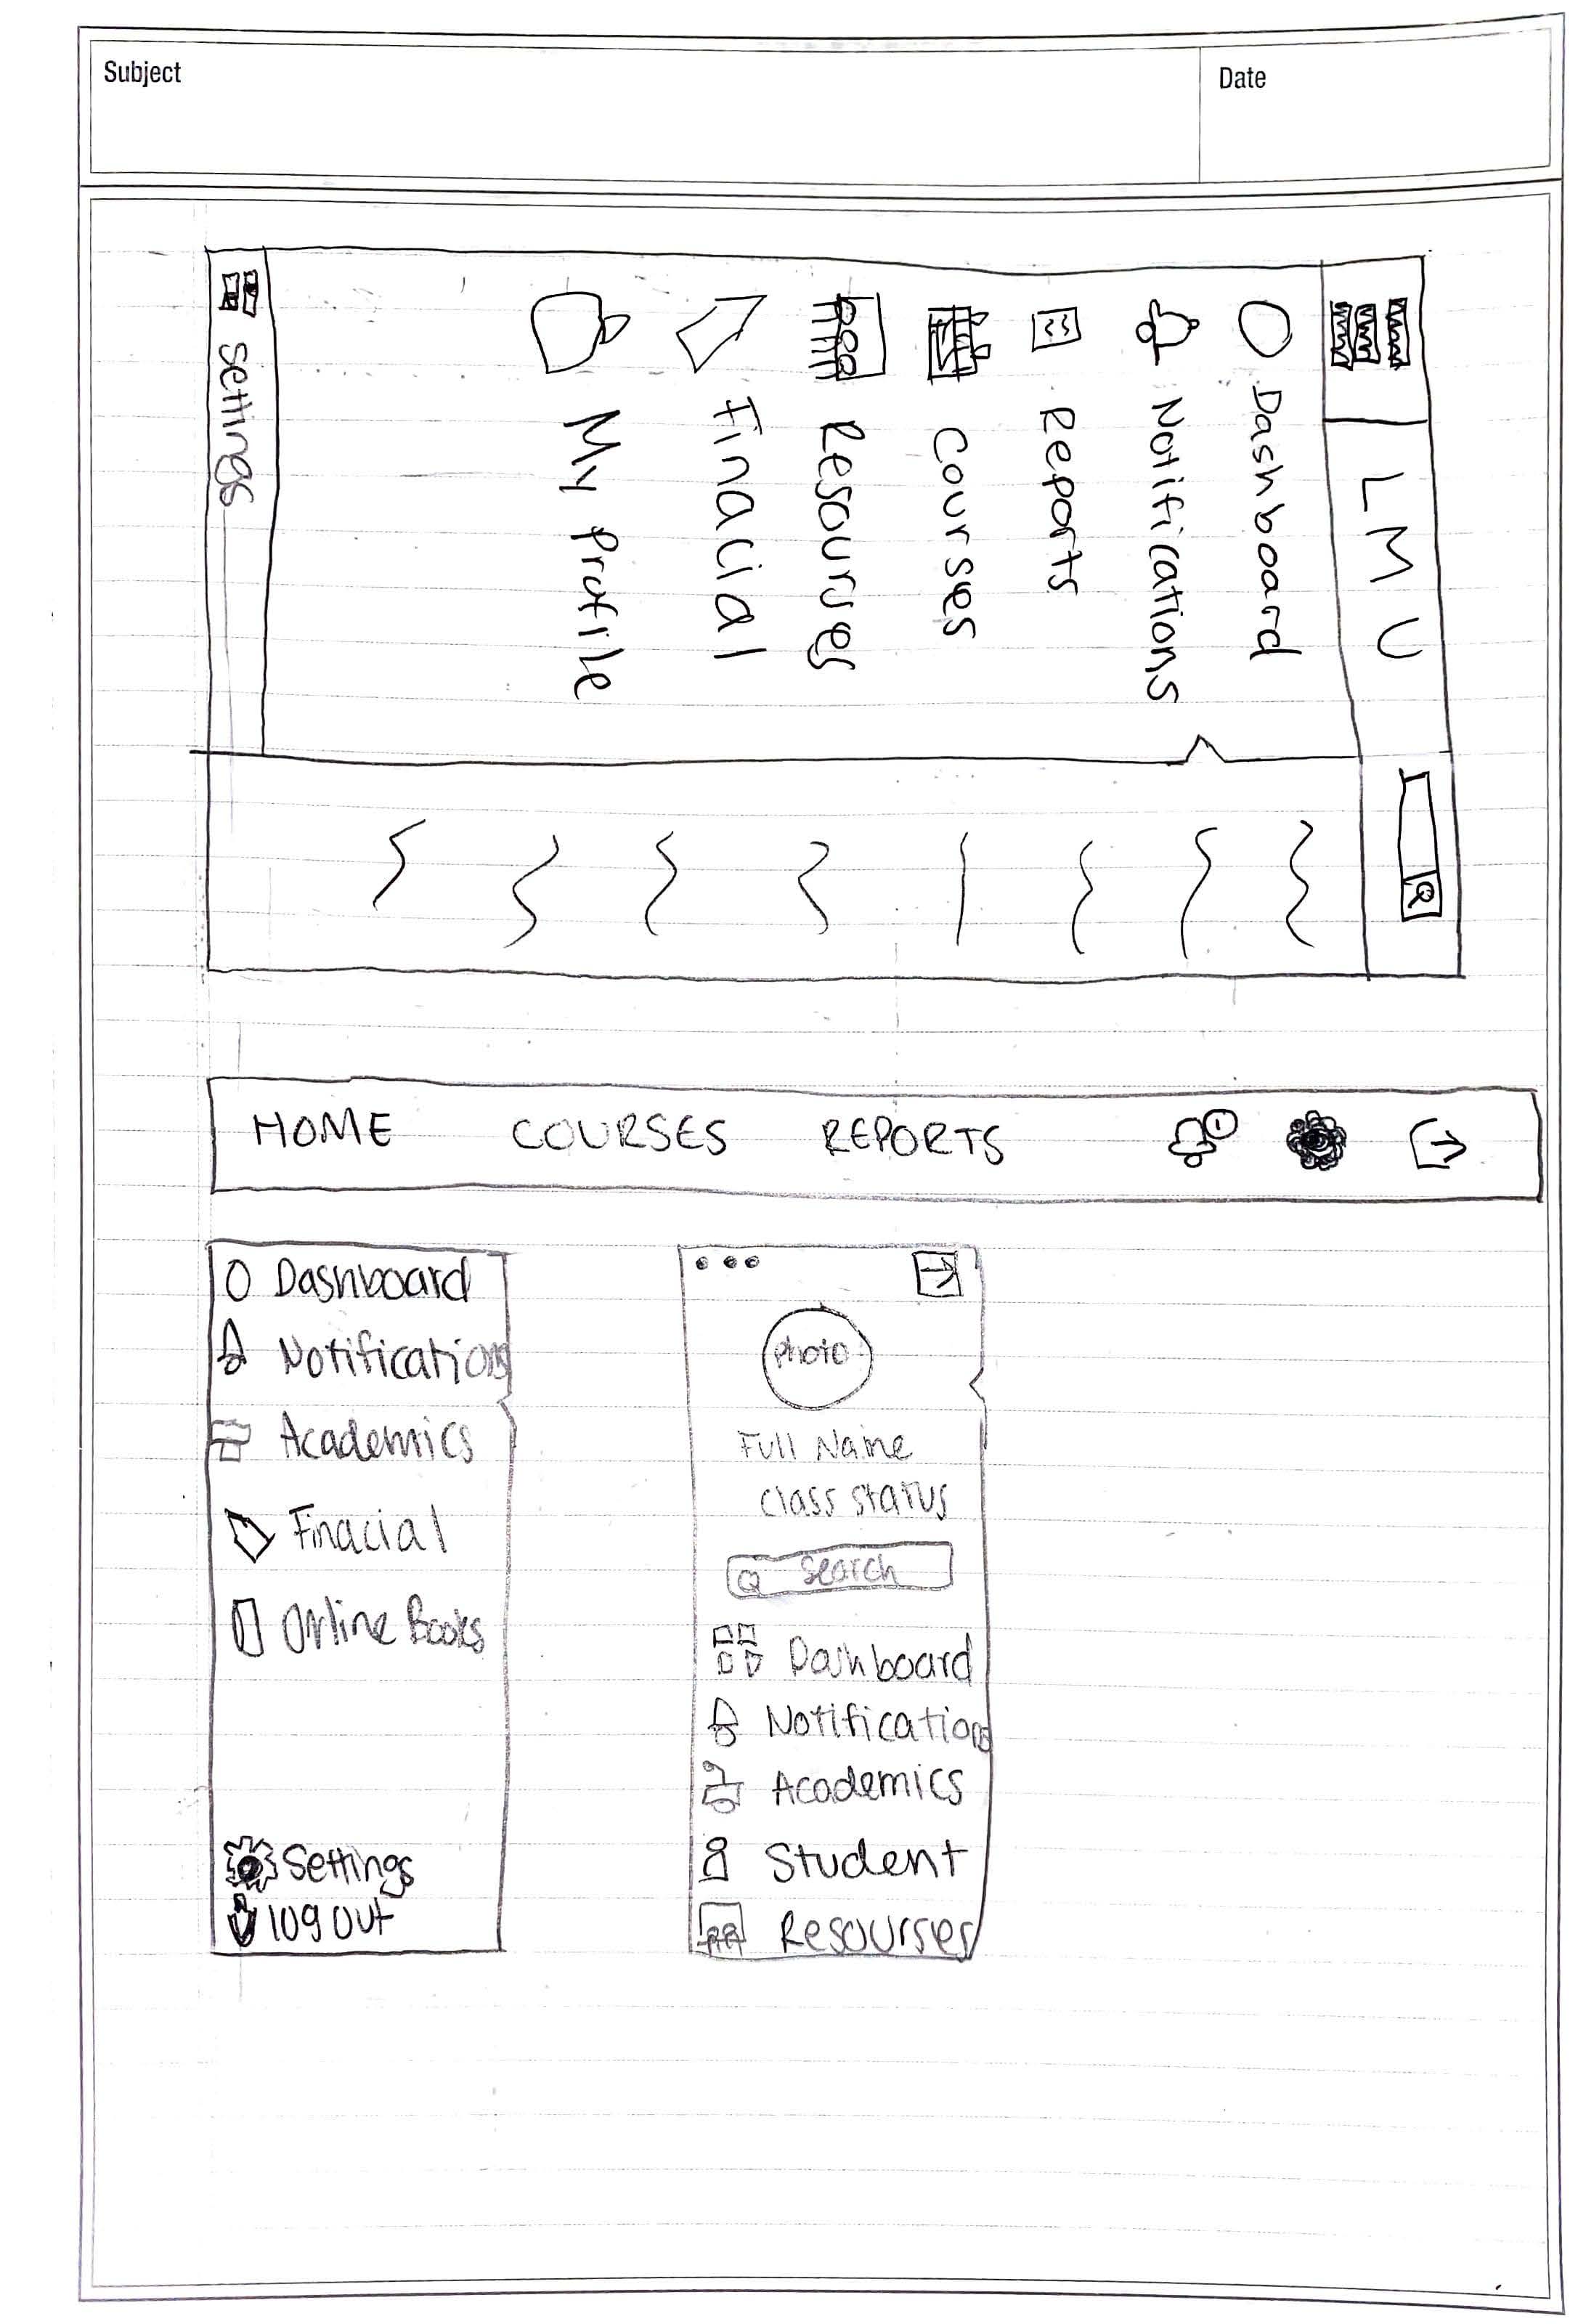 Subject
Date
LMU
Dashboard
Notifications
Reports
Courses
Resourses
Finacial
My Profile
Settings
HOME COURSES REPORTS
Dashboard
Notifications
Academics
Finacial
Online Books
Settings
log out
photo
Full Name
class status
Search
Dashboard
Notifications
Academics
Student
Resourses